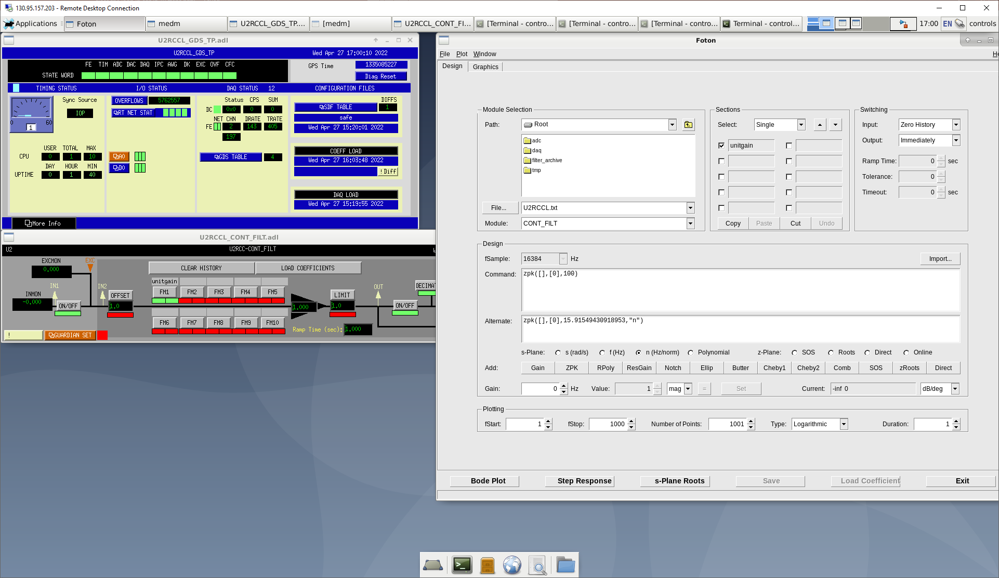 130.95.157.203 - Remote Desktop Connection
Applications Foton medm U2RCCL_GDS_TP.... [medm] U2RCCL_CONT_FI... [Terminal - contro... [Terminal - contro... [Terminal - contro... Terminal - control... 17:00 EN controls
U2RCCL_GDS_TP.adl
U2RCCL_GDS_TP Wed Apr 27 17:00:10 2022
FE TIM ADC DAC DAQ IPC AWG DK EXC OVF CFC
STATE WORD
GPS Time 1335085227
Diag Reset
TIMING STATUS I/O STATUS DAQ STATUS 12 CONFIGURATION FILES
Sync Source
IOP
0 1 60
USER TOTAL MAX
CPU 0 1 10
DAY HOUR MIN
UPTIME 0 1 40
OVERFLOWS 5762557
RT NET STAT
A0
D0
Status CPS SUM
DC 0x0 0 0
NET CHN DRATE TRATE
FE 2 143 405
197
GDS TABLE 4
DIFFS
SDF TABLE 1
safe
Wed Apr 27 15:20:01 2022
COEFF LOAD
Wed Apr 27 16:03:48 2022
! Diff
DAQ LOAD
Wed Apr 27 15:19:55 2022
More Info
U2RCCL_CONT_FILT.adl
U2 U2RCC-CONT_FILT
EXCMON EXC
0.000
CLEAR HISTORY LOAD COEFFICIENTS
IN1 IN2 OUT
unitgain
INMON
-0.000
ON/OFF
OFFSET
1.0
FM1 FM2 FM3 FM4 FM5
1.000
LIMIT
1.0
ON/OFF
DECIMAT
FM6 FM7 FM8 FM9 FM10
Ramp Time (sec): 1.000
! GUARDIAN SET
Foton
File Plot Window He
Design Graphics
Module Selection
Path: Root
adc
daq
filter_archive
tmp
File... U2RCCL.txt
Module: CONT_FILT
Sections
Select: Single
unitgain
Copy Paste Cut Undo
Switching
Input: Zero History
Output: Immediately
Ramp Time: 0 sec
Tolerance: 0
Timeout: 0 sec
Design
fSample: 16384 Hz Import...
Command: zpk([],[0],100)
Alternate: zpk([],[0],15.91549430918953,"n")
s-Plane: s (rad/s) f (Hz) n (Hz/norm) Polynomial z-Plane: SOS Roots Direct Online
Add: Gain ZPK RPoly ResGain Notch Ellip Butter Cheby1 Cheby2 Comb SOS zRoots Direct
Gain: 0 Hz Value: 1 mag = Set Current: -inf 0 dB/deg
Plotting
fStart: 1 fStop: 1000 Number of Points: 1001 Type: Logarithmic Duration: 1
Bode Plot Step Response s-Plane Roots Save Load Coefficient Exit